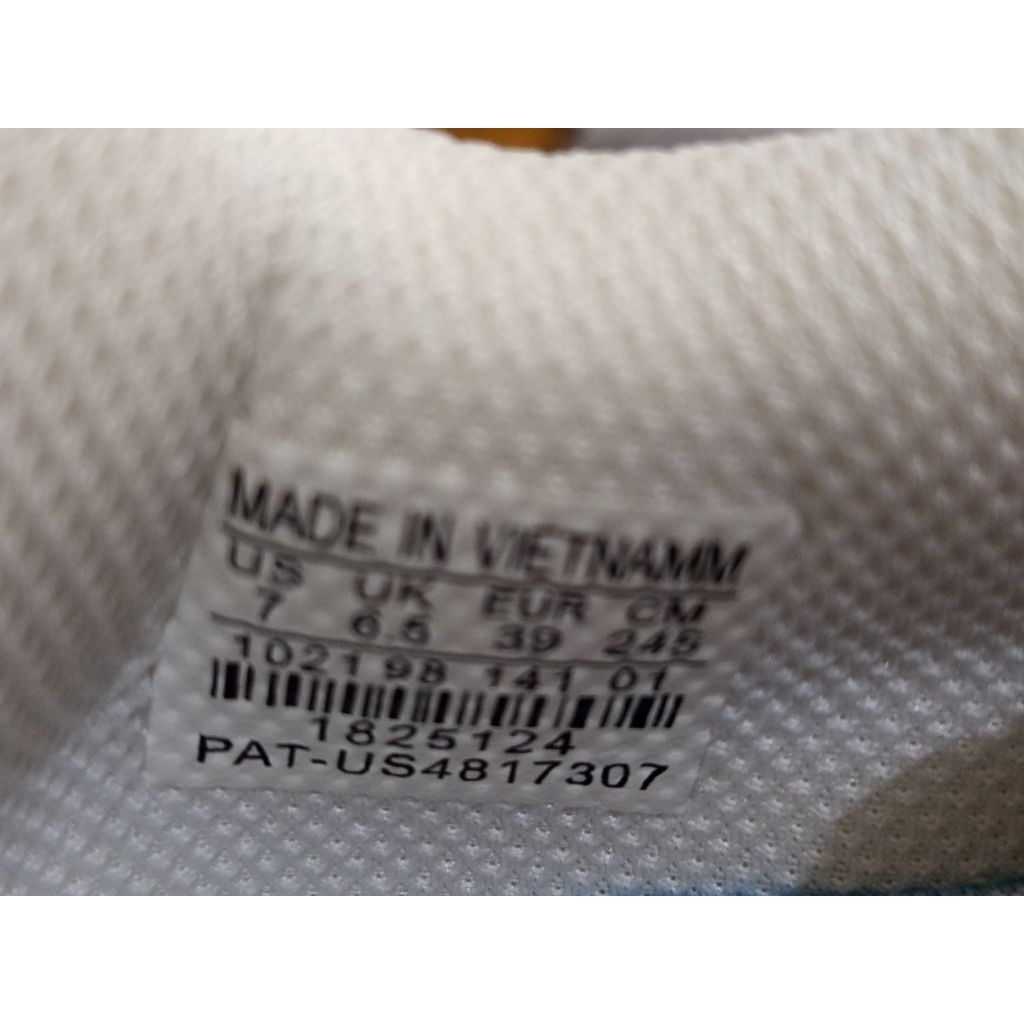 MADE IN VIETNAMM
US UK EUR CM
7 6.5 39 245
102198 141 01
1825124
PAT-US4817307